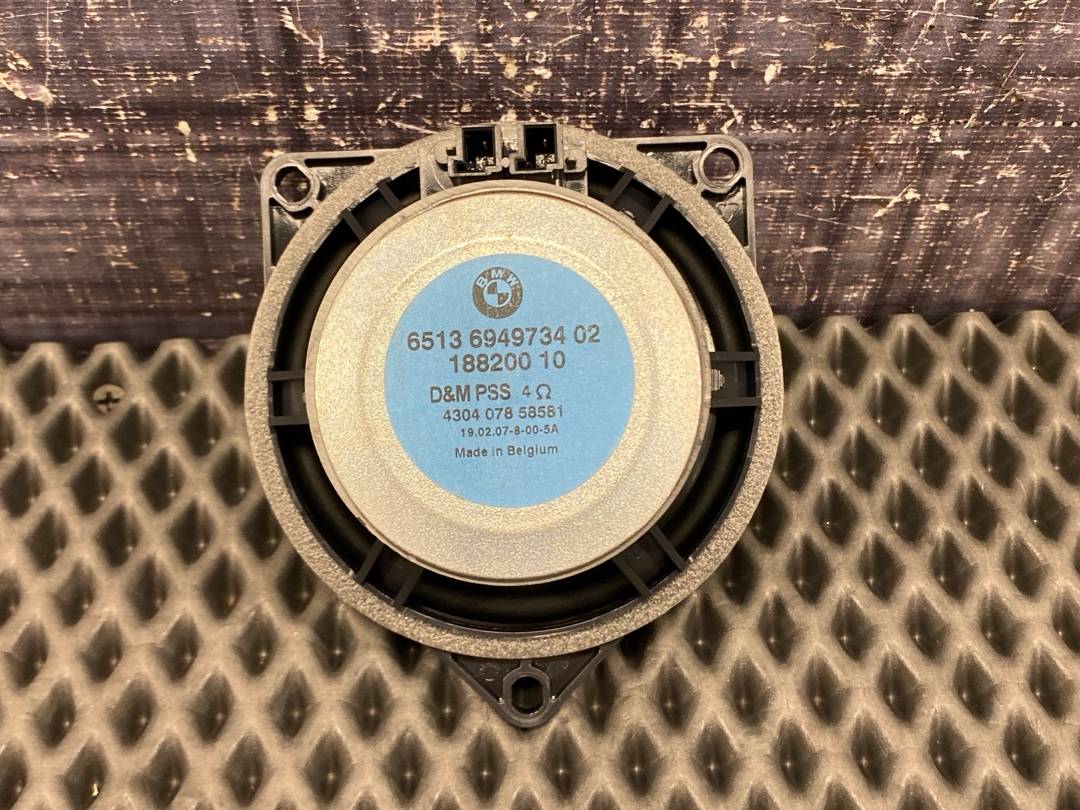 BMW
6513 6949734 02
188200 10
D&M PSS 4 Ω
4304 078 58581
19.02.07-8-00-5A
Made in Belgium